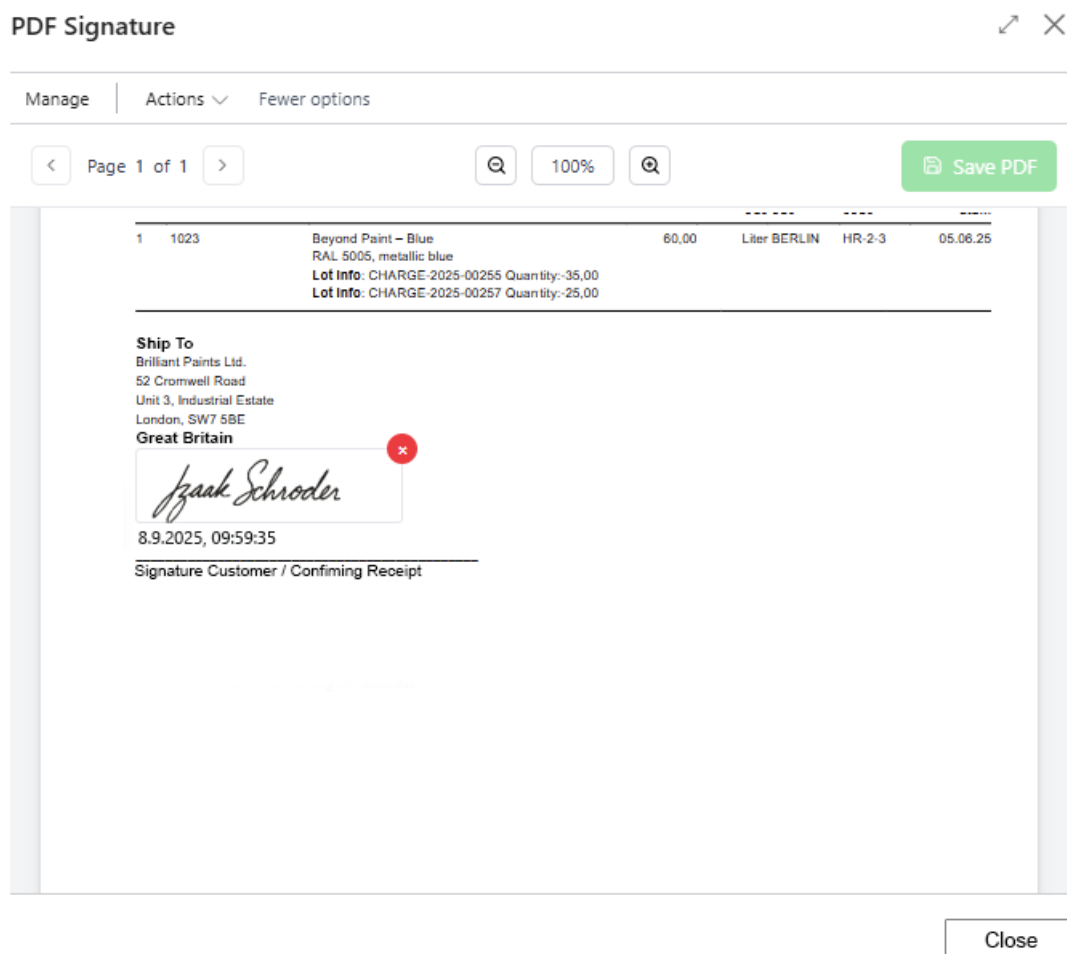 PDF Signature
Manage Actions Fewer options
Page 1 of 1 100% Save PDF
1 1023 Beyond Paint – Blue 60,00 Liter BERLIN HR-2-3 05.06.25
RAL 5005, metallic blue
Lot Info: CHARGE-2025-00255 Quantity:-35,00
Lot Info: CHARGE-2025-00257 Quantity:-25,00
Ship To
Brilliant Paints Ltd.
52 Cromwell Road
Unit 3, Industrial Estate
London, SW7 5BE
Great Britain
Izaak Schroder
8.9.2025, 09:59:35
Signature Customer / Confiming Receipt
Close